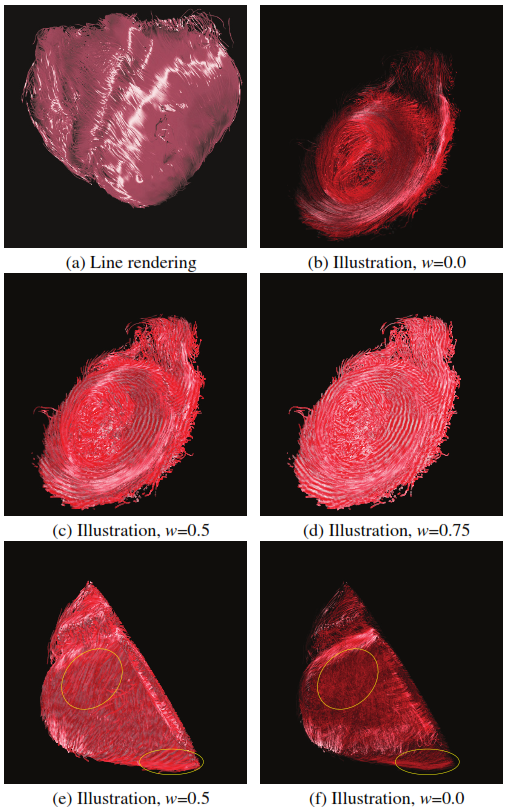 (a) Line rendering
(b) Illustration, w=0.0
(c) Illustration, w=0.5
(d) Illustration, w=0.75
(e) Illustration, w=0.5
(f) Illustration, w=0.0